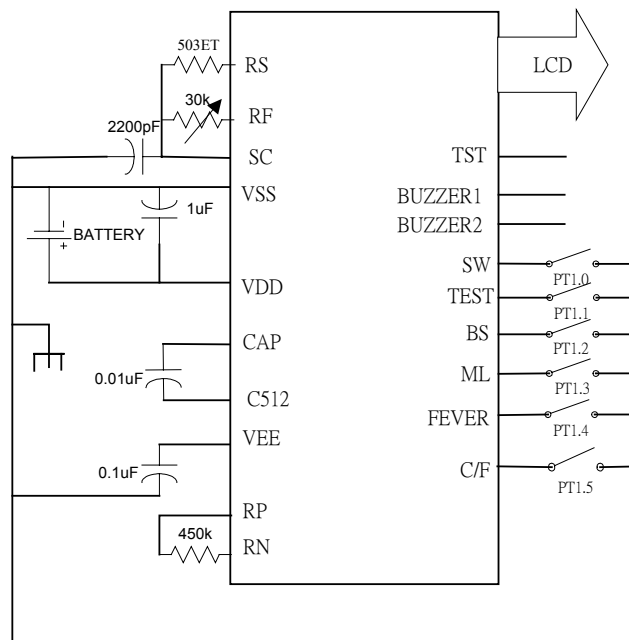 503ET
RS
LCD
30k
RF
2200pF
SC
TST
VSS
1uF
BUZZER1
BUZZER2
- BATTERY
+
SW
PT1.0
VDD
TEST
PT1.1
BS
PT1.2
CAP
ML
PT1.3
0.01uF
C512
FEVER
PT1.4
VEE
0.1uF
C/F
PT1.5
RP
450k
RN